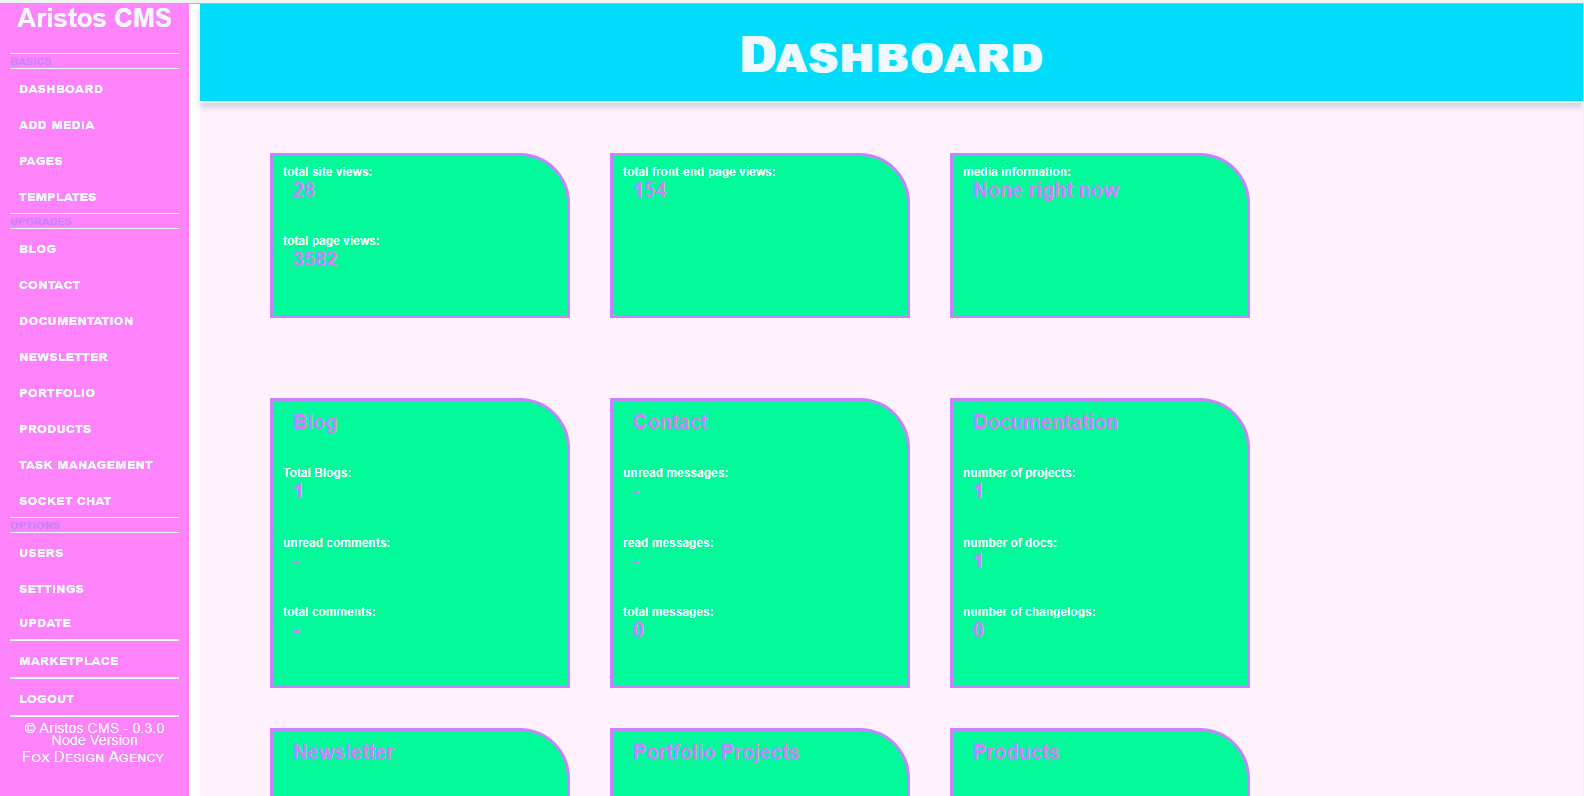 Aristos CMS
BASICS
DASHBOARD
ADD MEDIA
PAGES
TEMPLATES
UPGRADES
BLOG
CONTACT
DOCUMENTATION
NEWSLETTER
PORTFOLIO
PRODUCTS
TASK MANAGEMENT
SOCKET CHAT
OPTIONS
USERS
SETTINGS
UPDATE
MARKETPLACE
LOGOUT
© Aristos CMS - 0.3.0
Node Version
Fox Design Agency
Dashboard
total site views:
28
total page views:
3582
total front-end page views:
154
media information:
None right now
Blog
Total Blogs:
1
unread comments:
-
total comments:
-
Contact
unread messages:
-
read messages:
-
total messages:
0
Documentation
number of projects:
1
number of docs:
1
number of changelogs:
0
Newsletter
Portfolio Projects
Products